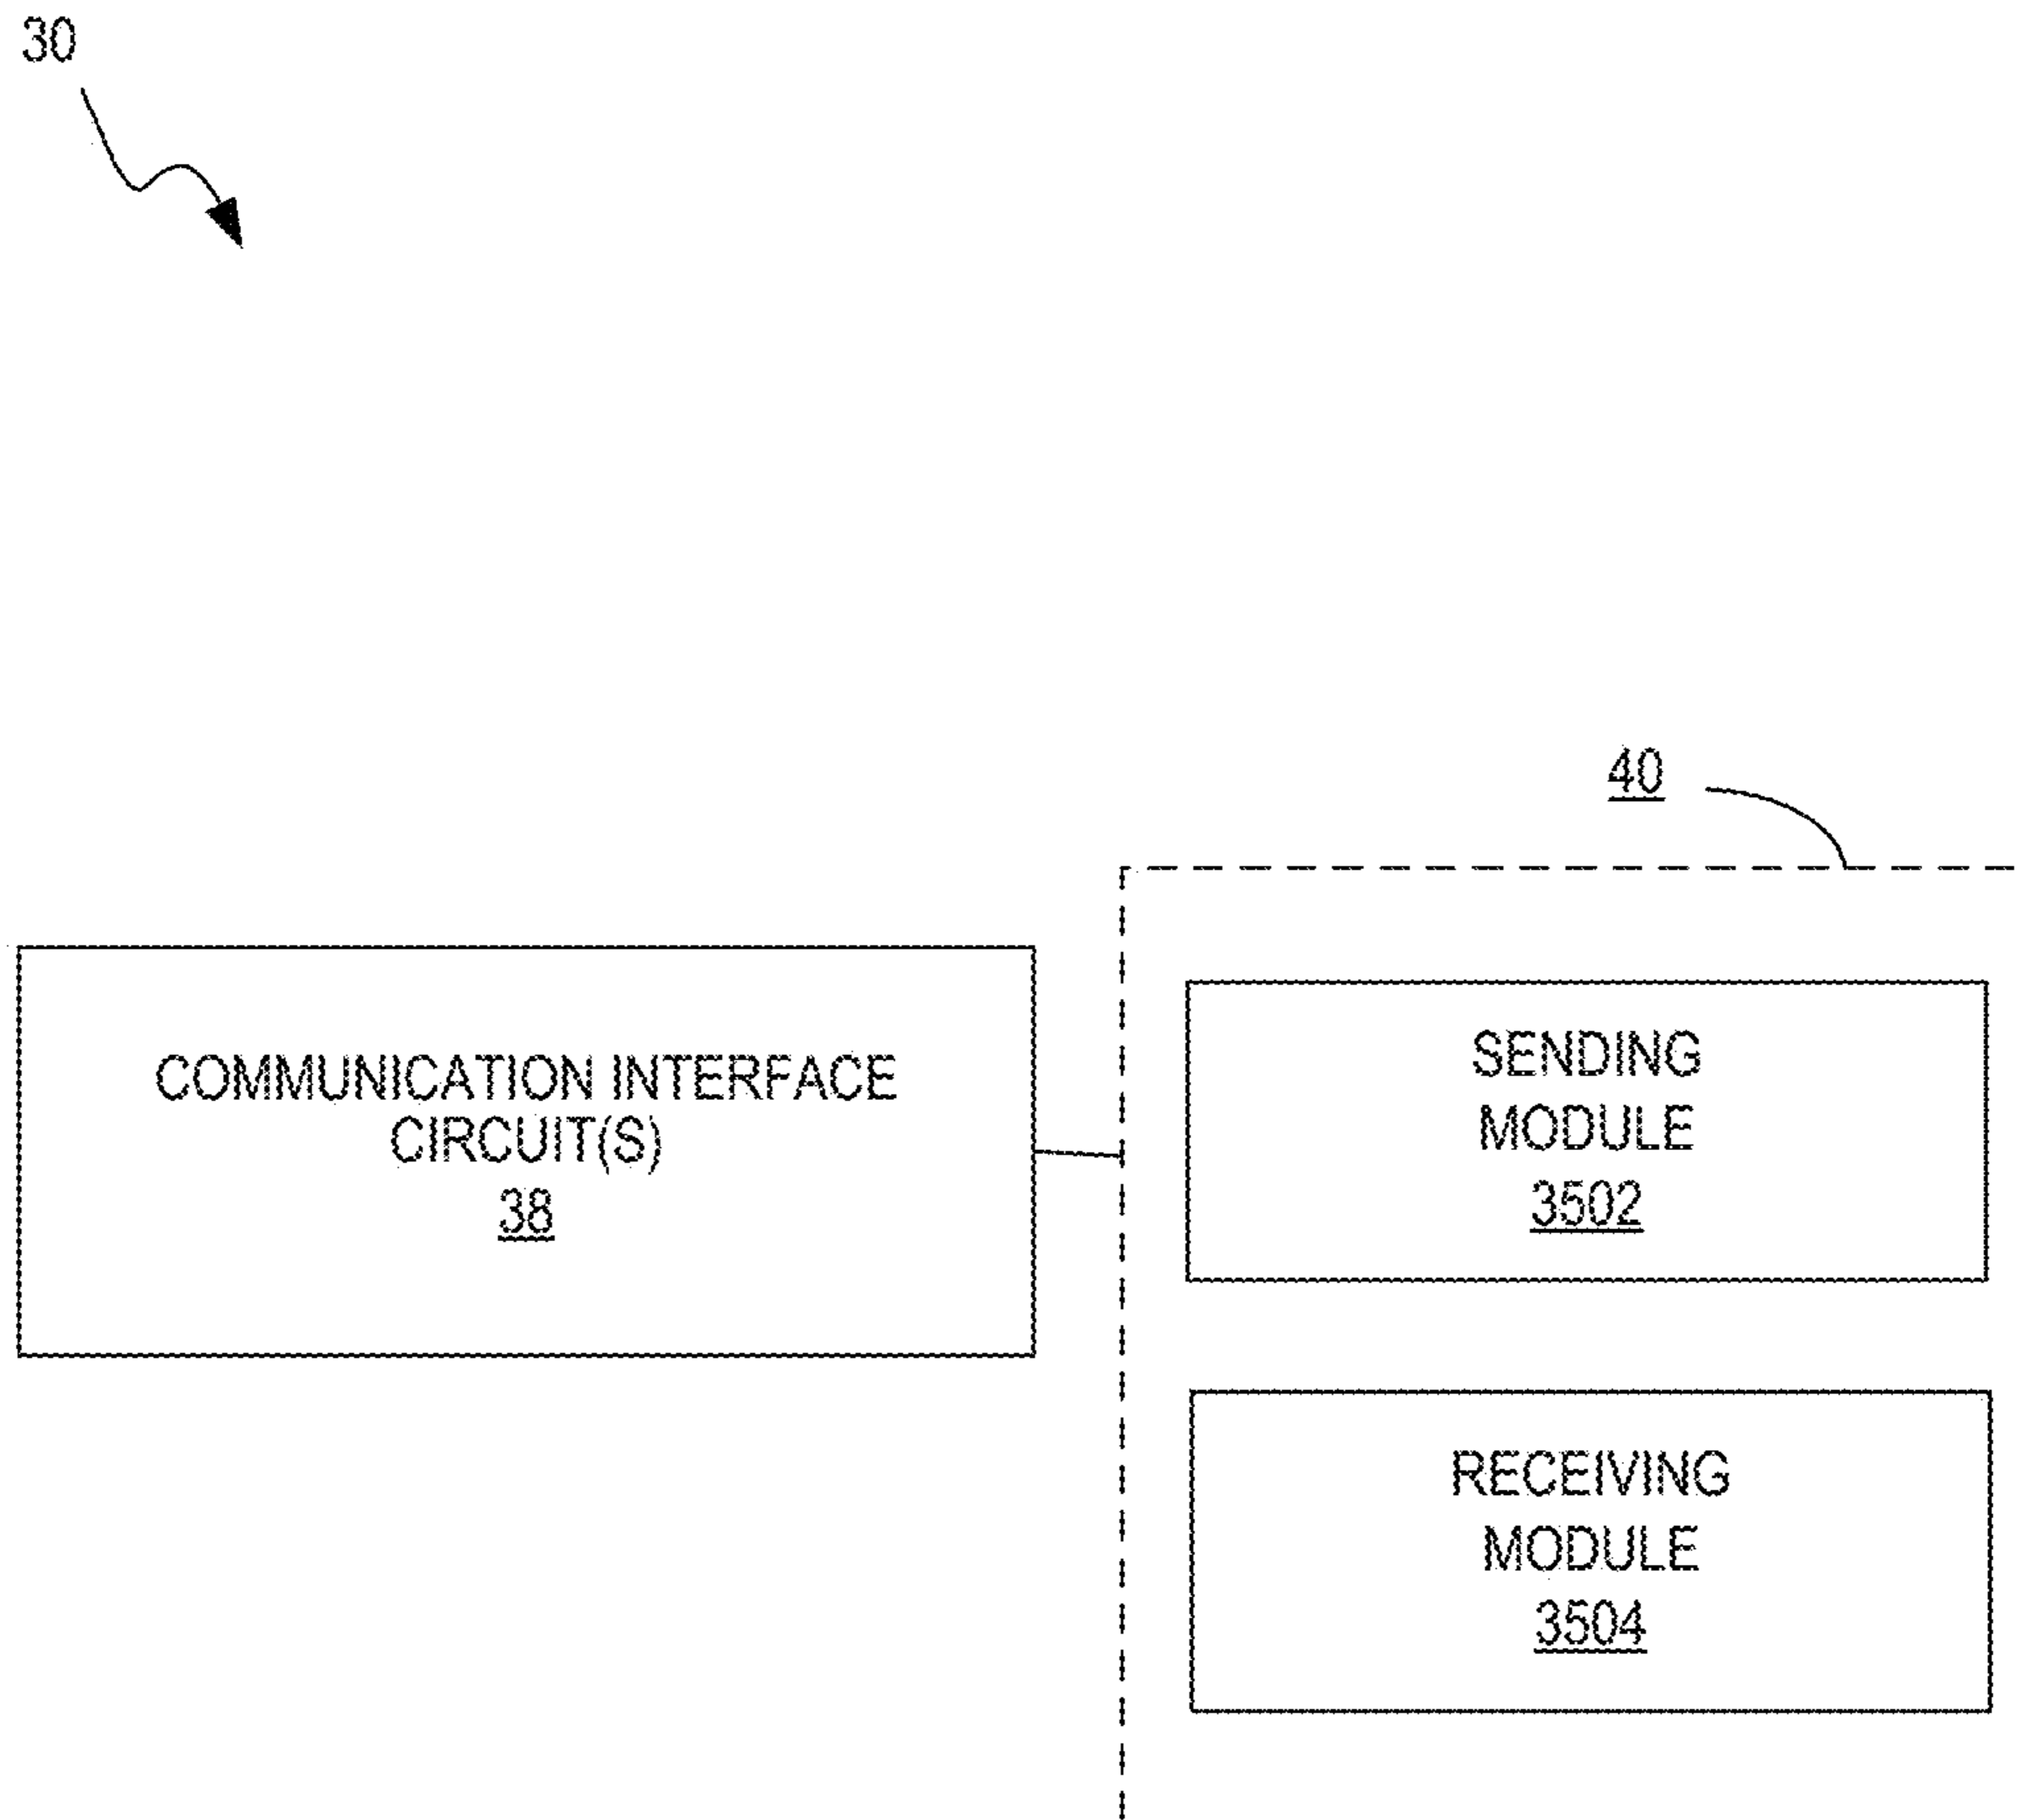 30
40
COMMUNICATION INTERFACE
CIRCUIT(S)
38
SENDING
MODULE
3502
RECEIVING
MODULE
3504